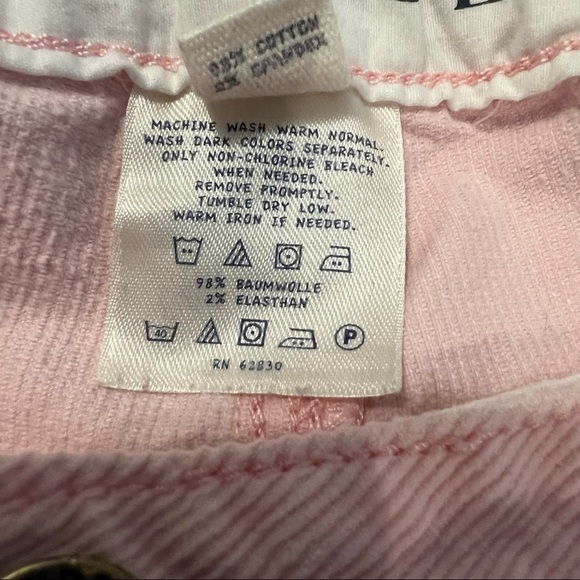 98% COTTON
2% SPANDEX
MACHINE WASH WARM NORMAL.
WASH DARK COLORS SEPARATELY.
ONLY NON-CHLORINE BLEACH
WHEN NEEDED.
REMOVE PROMPTLY.
TUMBLE DRY LOW.
WARM IRON IF NEEDED.
98% BAUMWOLLE
2% ELASTHAN
40 P
RN 62830